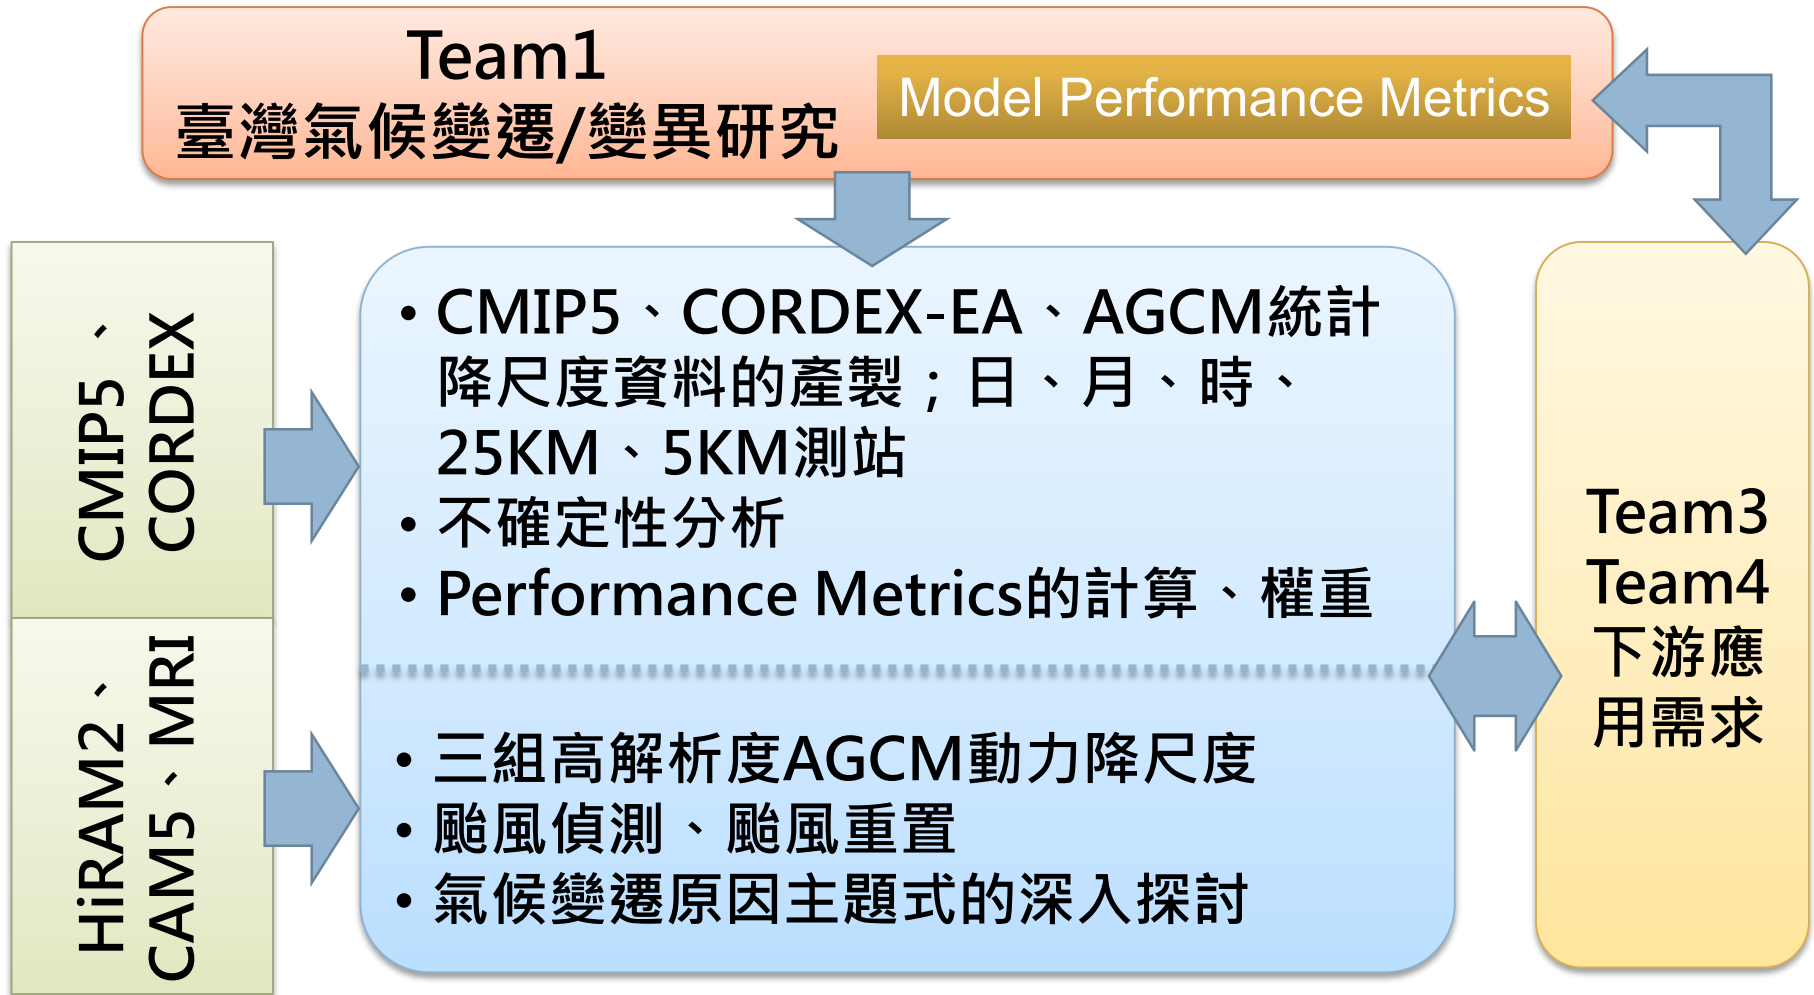 Team1
臺灣氣候變遷/變異研究
Model Performance Metrics
CMIP5、
CORDEX
HiRAM2、
CAM5、MRI
• CMIP5、CORDEX-EA、AGCM統計
降尺度資料的產製；日、月、時、
25KM、5KM測站
• 不確定性分析
• Performance Metrics的計算、權重
• 三組高解析度AGCM動力降尺度
• 颱風偵測、颱風重置
• 氣候變遷原因主題式的深入探討
Team3
Team4
下游應
用需求